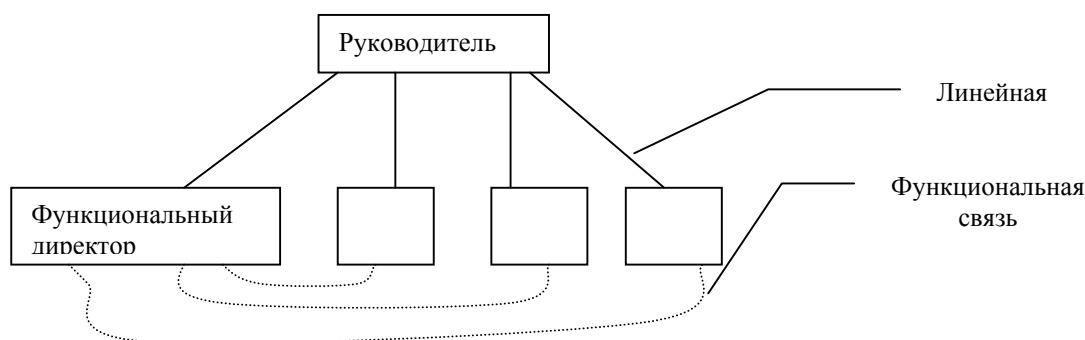 Руководитель
Линейная
Функциональный
директор
Функциональная
связь